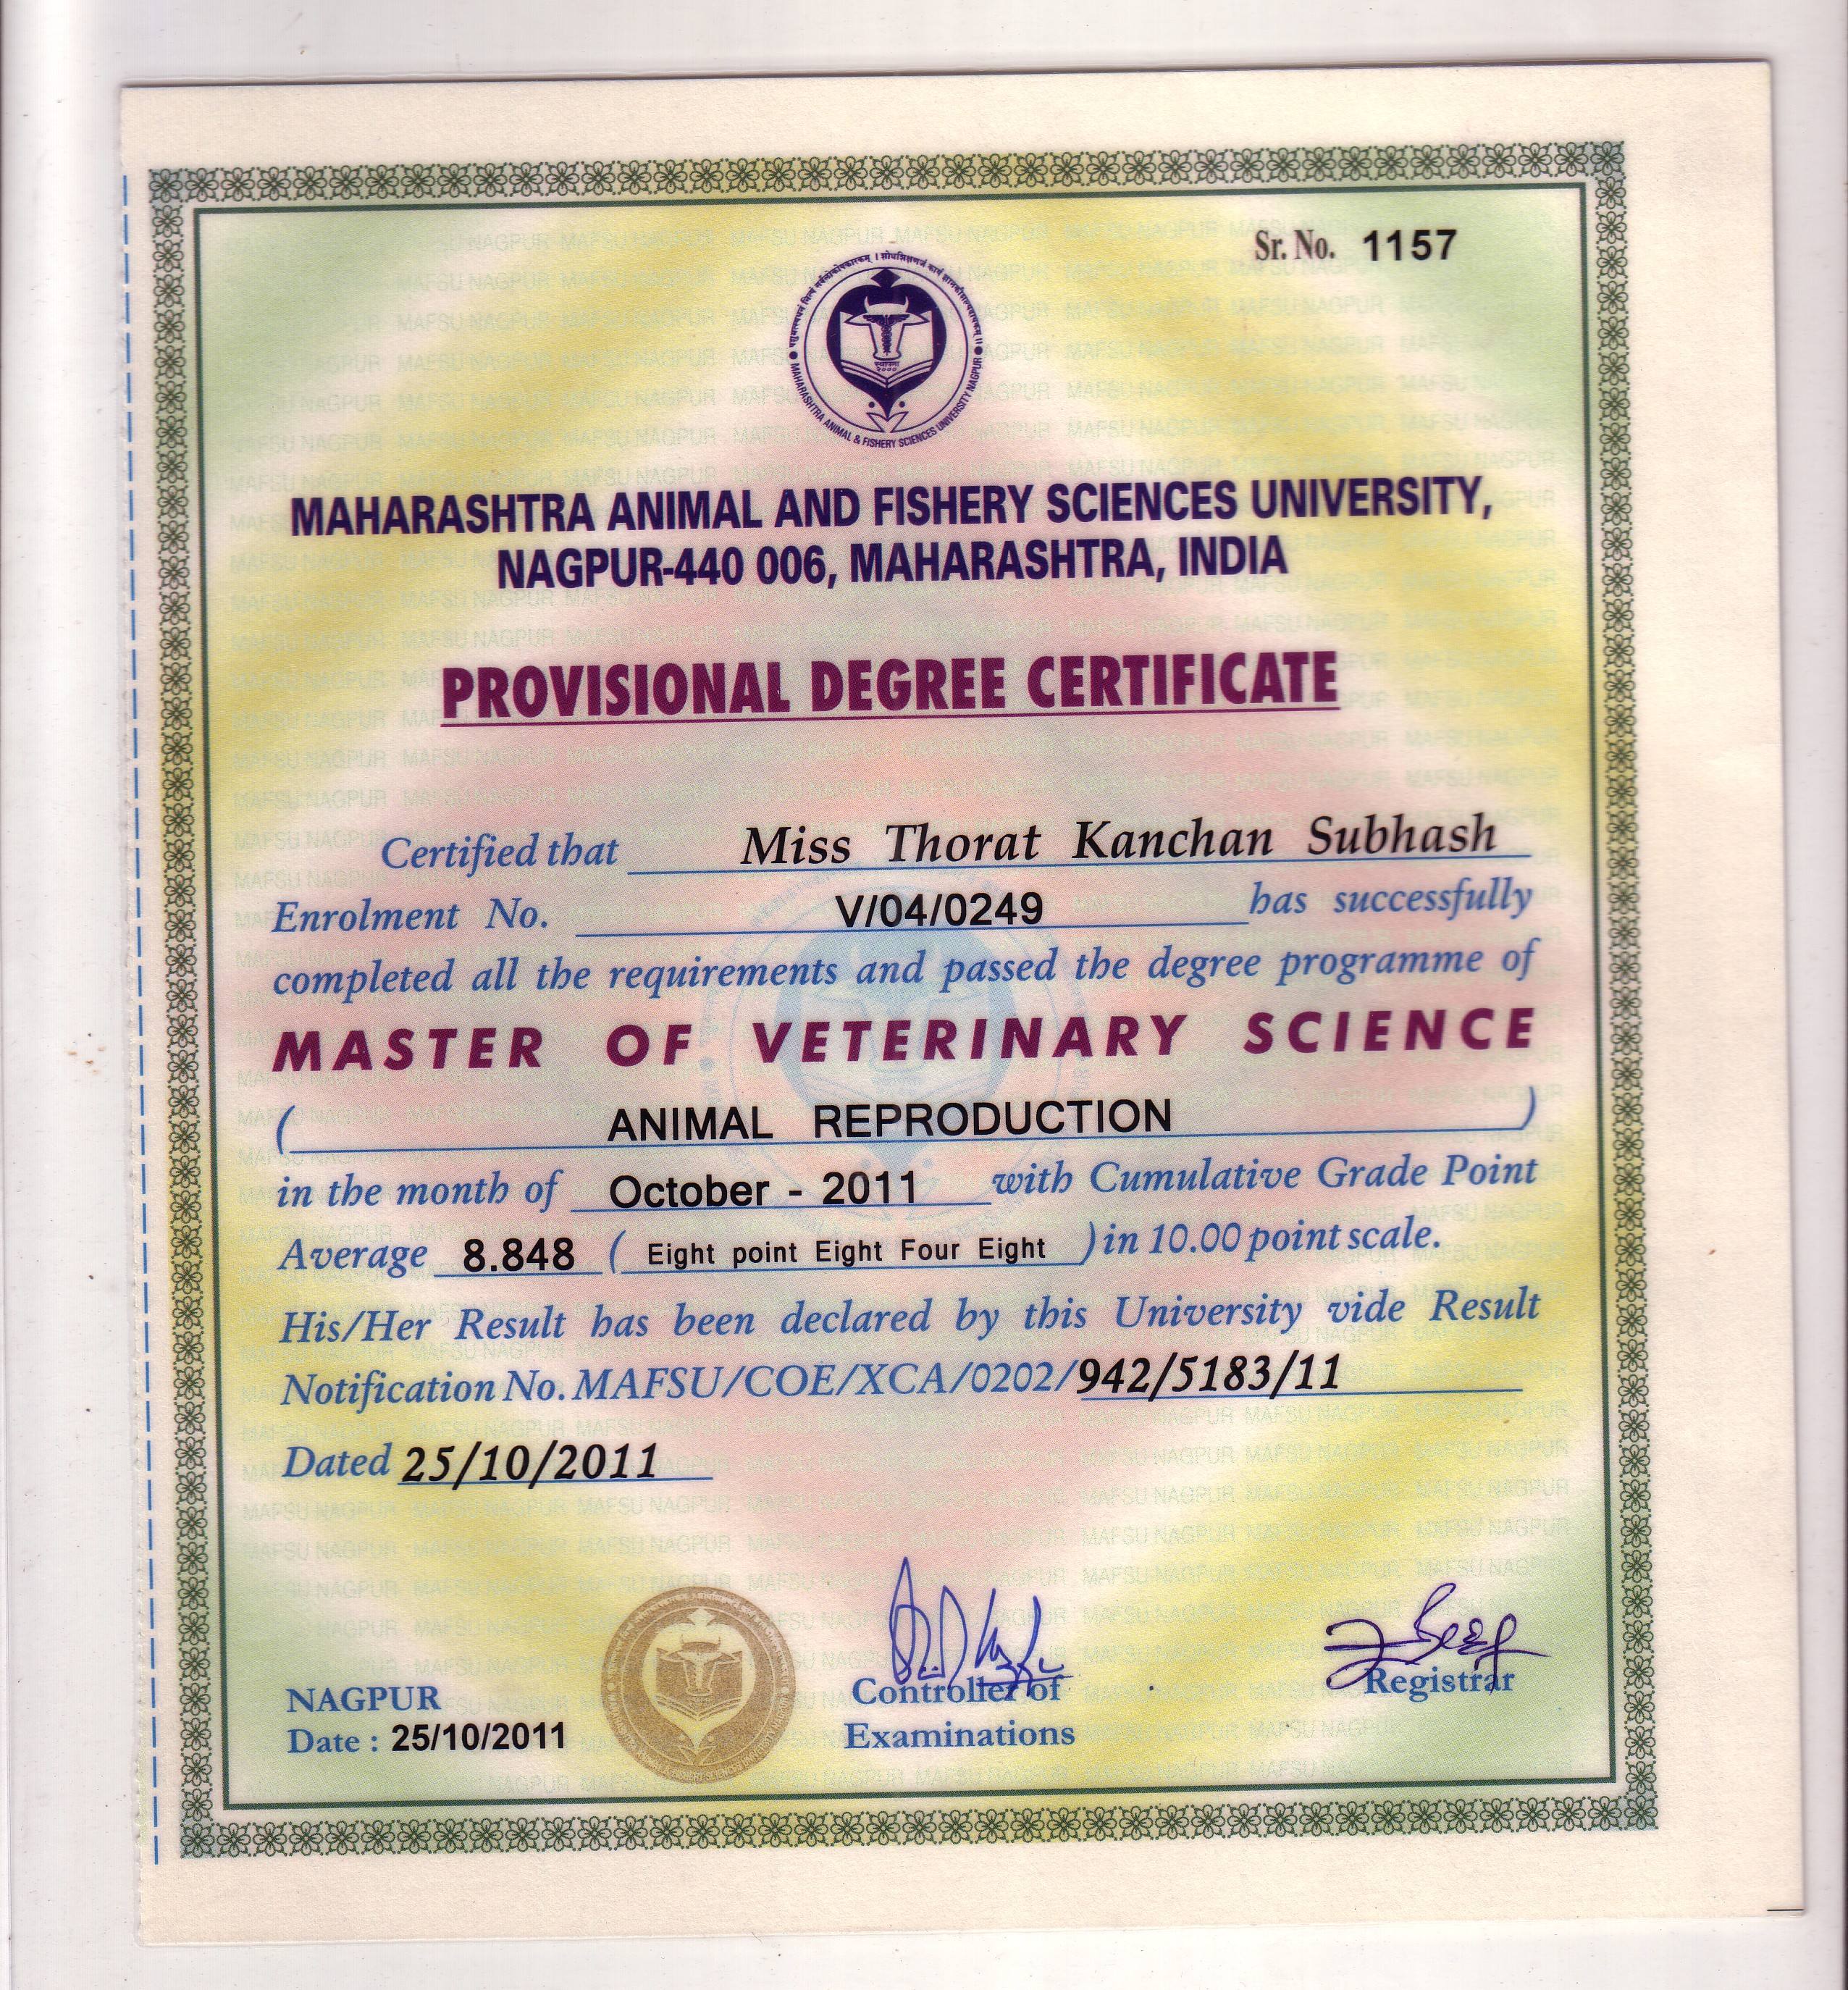 Sr. No. 1157
MAHARASHTRA ANIMAL & FISHERY SCIENCES UNIVERSITY NAGPUR
MAHARASHTRA ANIMAL AND FISHERY SCIENCES UNIVERSITY,
NAGPUR-440 006, MAHARASHTRA, INDIA
PROVISIONAL DEGREE CERTIFICATE
Certified that Miss Thorat Kanchan Subhash
Enrolment No. V/04/0249 has successfully
completed all the requirements and passed the degree programme of
MASTER OF VETERINARY SCIENCE
( ANIMAL REPRODUCTION )
in the month of October - 2011 with Cumulative Grade Point
Average 8.848 ( Eight point Eight Four Eight ) in 10.00 point scale.
His/Her Result has been declared by this University vide Result
Notification No. MAFSU/COE/XCA/0202/942/5183/11
Dated 25/10/2011
NAGPUR
Date : 25/10/2011
Controller of
Examinations
Registrar